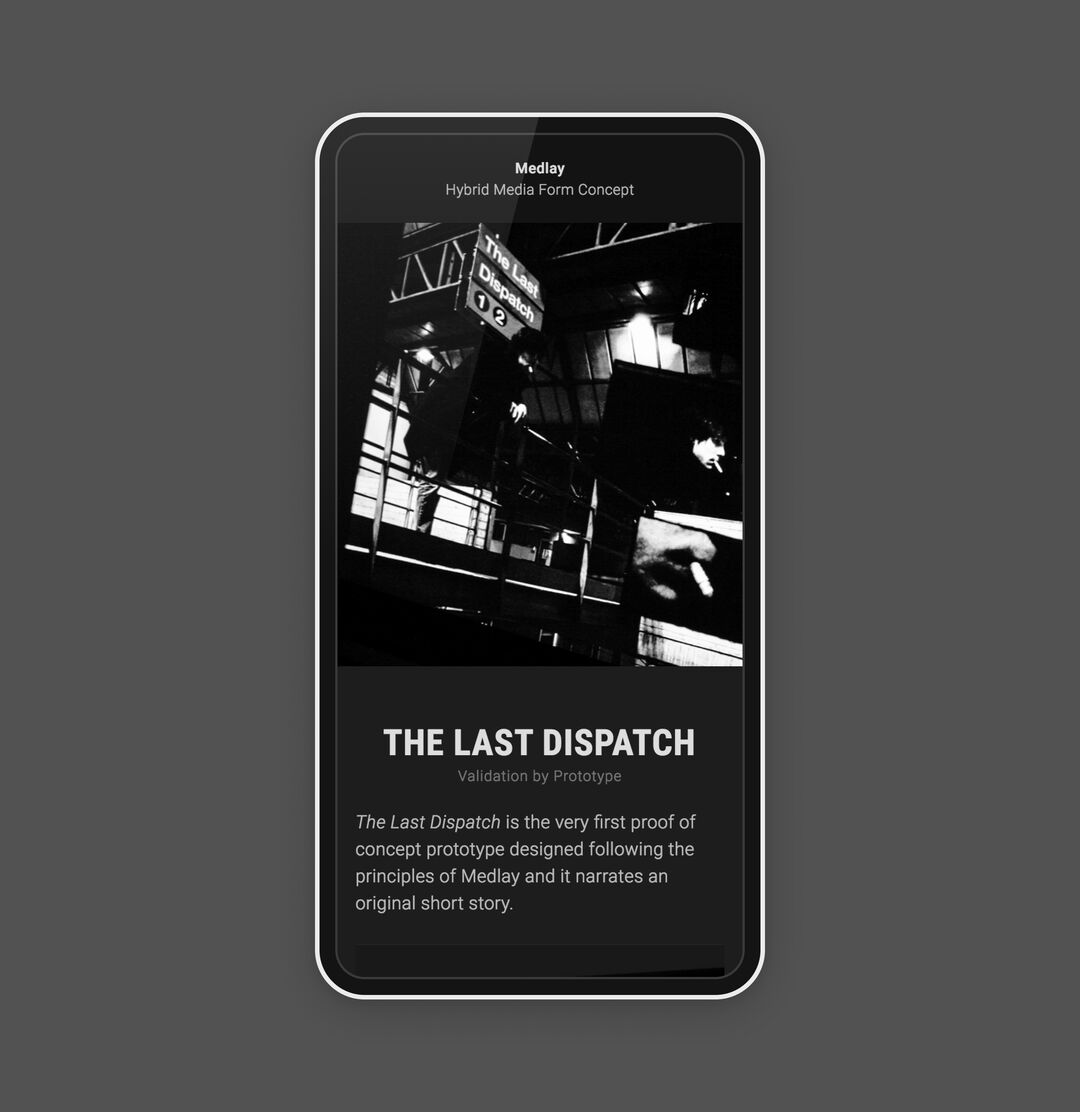 Medlay
Hybrid Media Form Concept
The Last
Dispatch
1 2
THE LAST DISPATCH
Validation by Prototype
The Last Dispatch is the very first proof of
concept prototype designed following the
principles of Medlay and it narrates an
original short story.